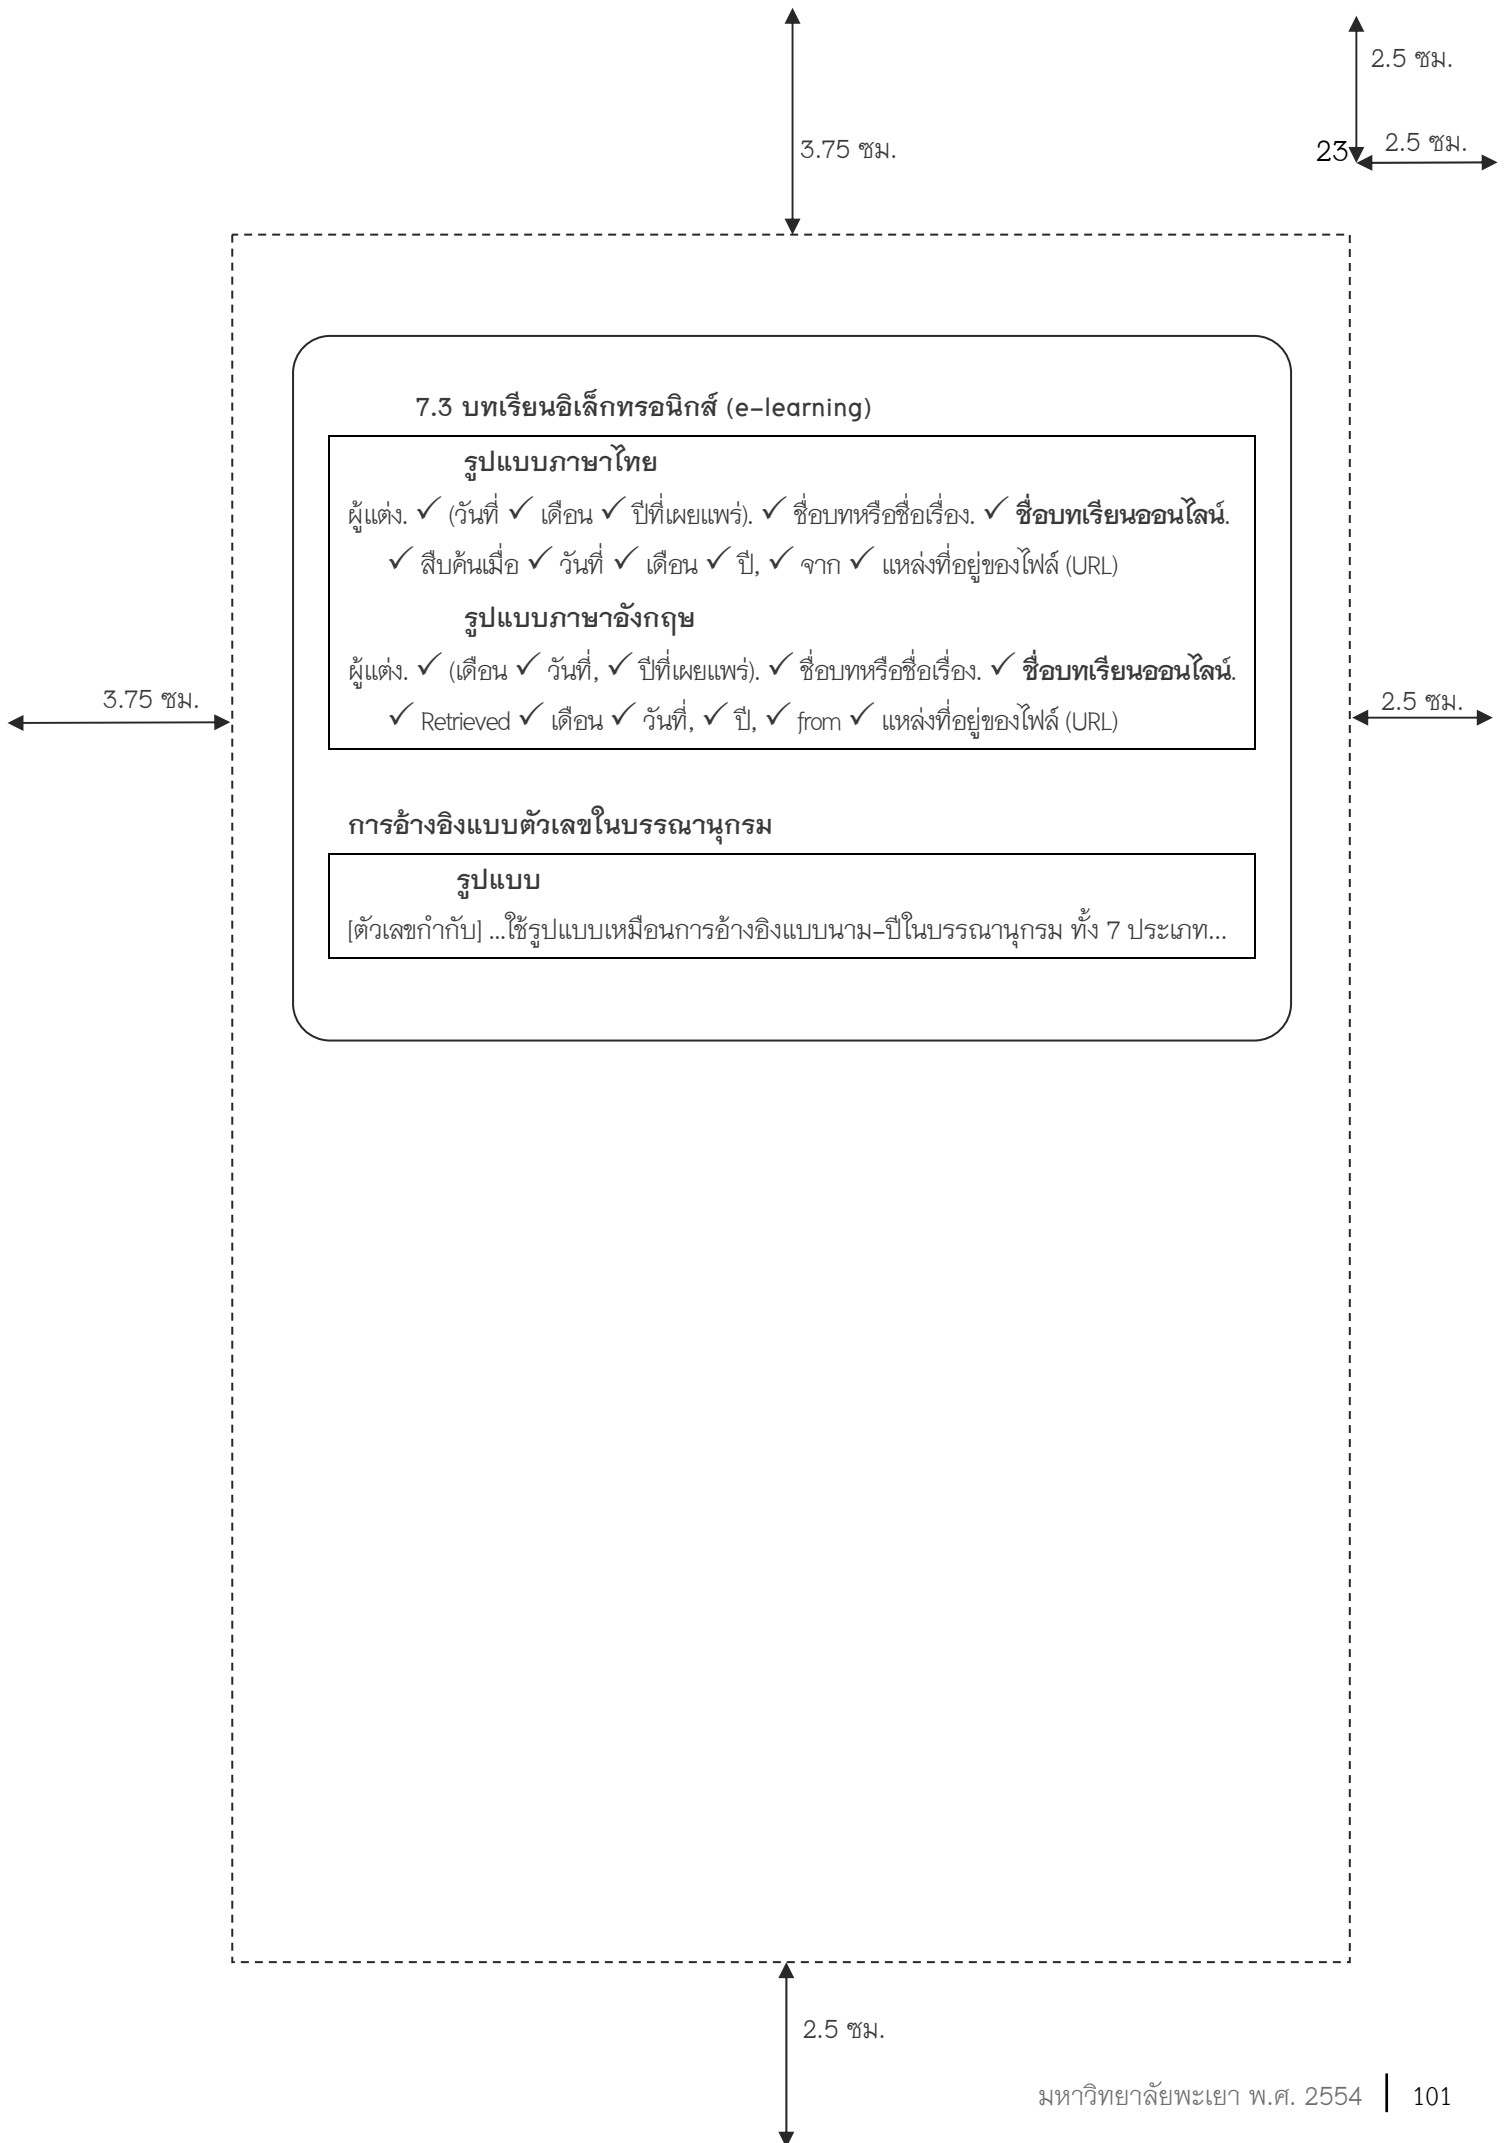 2.5 ซม.
3.75 ซม.
23
2.5 ซม.
7.3 บทเรียนอิเล็กทรอนิกส์ (e-learning)
รูปแบบภาษาไทย
ผู้แต่ง. ✓ (วันที่ ✓ เดือน ✓ ปีที่เผยแพร่). ✓ ชื่อบทหรือชื่อเรื่อง. ✓ ชื่อบทเรียนออนไลน์.
✓ สืบค้นเมื่อ ✓ วันที่ ✓ เดือน ✓ ปี, ✓ จาก ✓ แหล่งที่อยู่ของไฟล์ (URL)
รูปแบบภาษาอังกฤษ
ผู้แต่ง. ✓ (เดือน ✓ วันที่, ✓ ปีที่เผยแพร่). ✓ ชื่อบทหรือชื่อเรื่อง. ✓ ชื่อบทเรียนออนไลน์.
✓ Retrieved ✓ เดือน ✓ วันที่, ✓ ปี, ✓ from ✓ แหล่งที่อยู่ของไฟล์ (URL)
3.75 ซม.
2.5 ซม.
การอ้างอิงแบบตัวเลขในบรรณานุกรม
รูปแบบ
[ตัวเลขกำกับ] ...ใช้รูปแบบเหมือนการอ้างอิงแบบนาม–ปีในบรรณานุกรม ทั้ง 7 ประเภท...
2.5 ซม.
มหาวิทยาลัยพะเยา พ.ศ. 2554 | 101